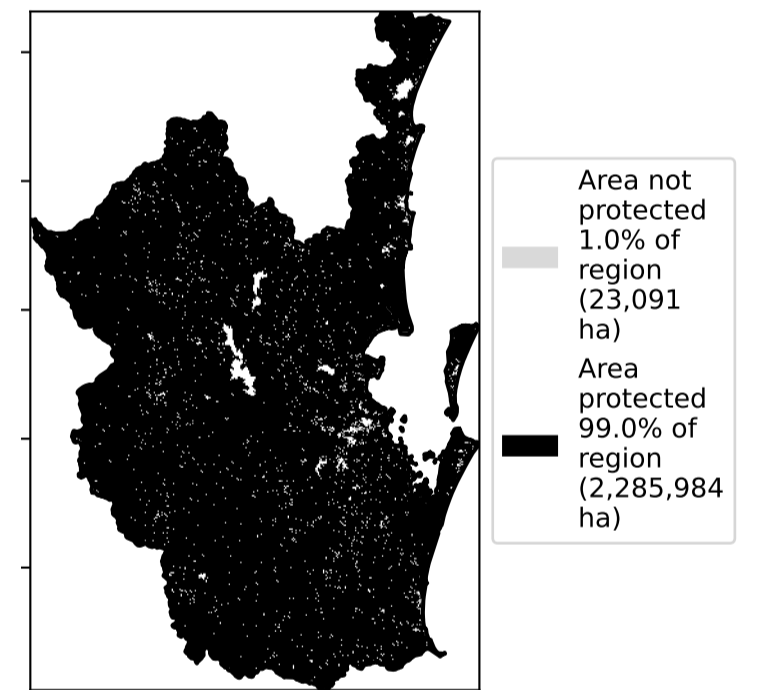 Area not
protected
1.0% of
region
(23,091
ha)
Area
protected
99.0% of
region
(2,285,984
ha)